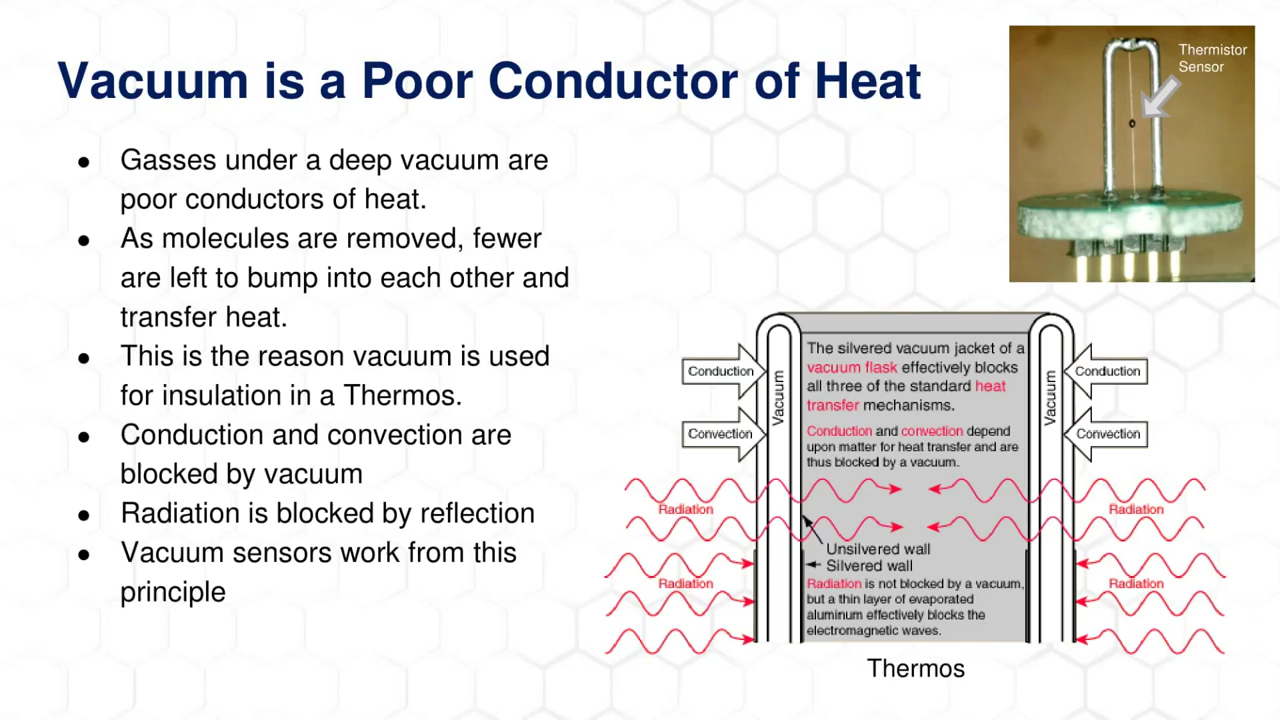 Vacuum is a Poor Conductor of Heat
Thermistor
Sensor
● Gasses under a deep vacuum are
poor conductors of heat.
● As molecules are removed, fewer
are left to bump into each other and
transfer heat.
● This is the reason vacuum is used
for insulation in a Thermos.
● Conduction and convection are
blocked by vacuum
● Radiation is blocked by reflection
● Vacuum sensors work from this
principle
Conduction
Convection
Vacuum
The silvered vacuum jacket of a
vacuum flask effectively blocks
all three of the standard heat
transfer mechanisms.
Conduction and convection depend
upon matter for heat transfer and are
thus blocked by a vacuum.
Vacuum
Conduction
Convection
Radiation
Radiation
Unsilvered wall
Silvered wall
Radiation
Radiation
Radiation is not blocked by a vacuum,
but a thin layer of evaporated
aluminum effectively blocks the
electromagnetic waves.
Thermos